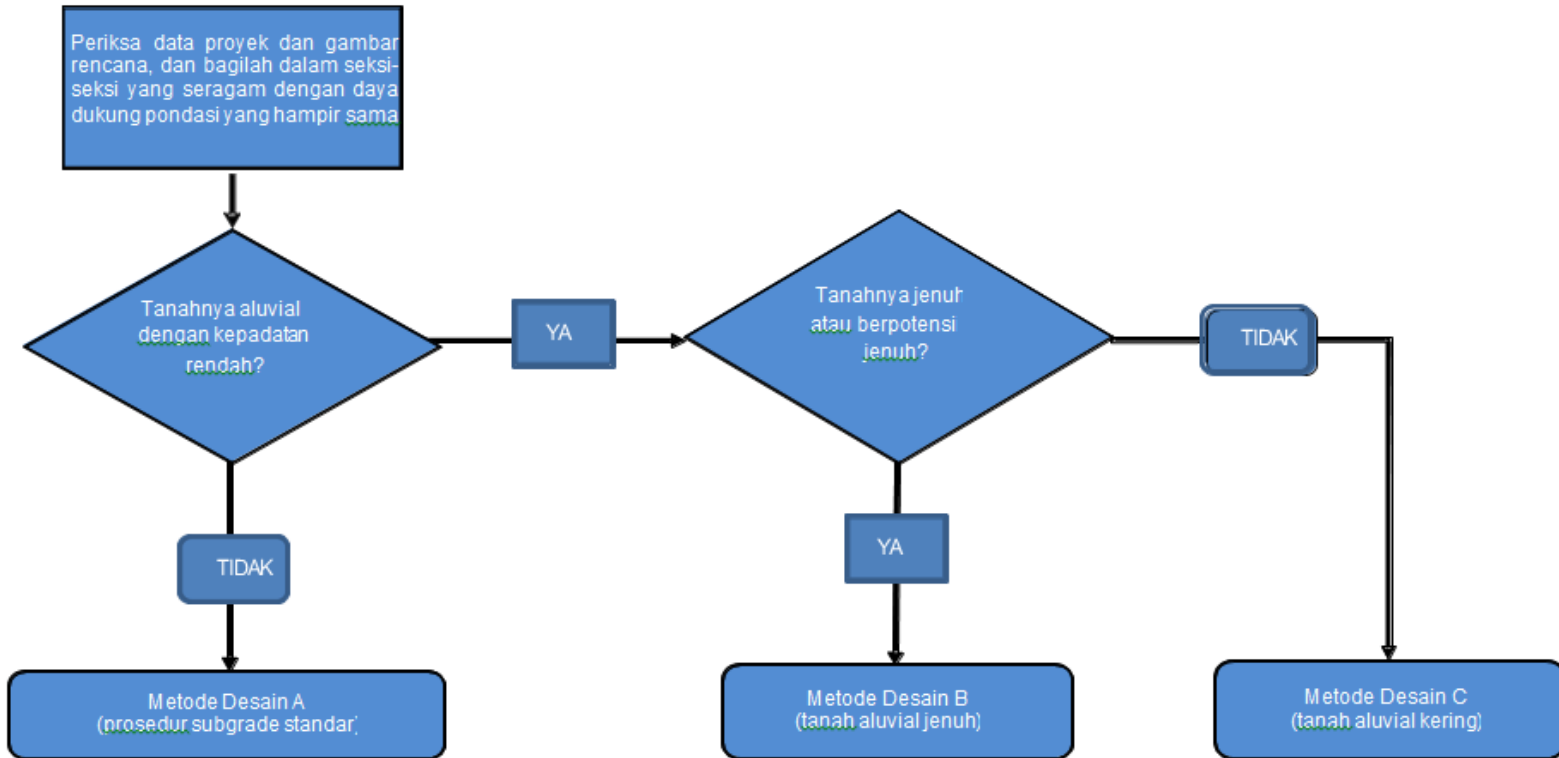 Periksa data proyek dan gambar
rencana, dan bagilah dalam seksi-
seksi yang seragam dengan daya
dukung pondasi yang hampir sama
Tanahnya aluvial
dengan kepadatan
rendah?
YA
Tanahnya jenuh
atau berpotensi
jenuh?
TIDAK
TIDAK
YA
Metode Desain A
(prosedur subgrade standar)
Metode Desain B
(tanah aluvial jenuh)
Metode Desain C
(tanah aluvial kering)